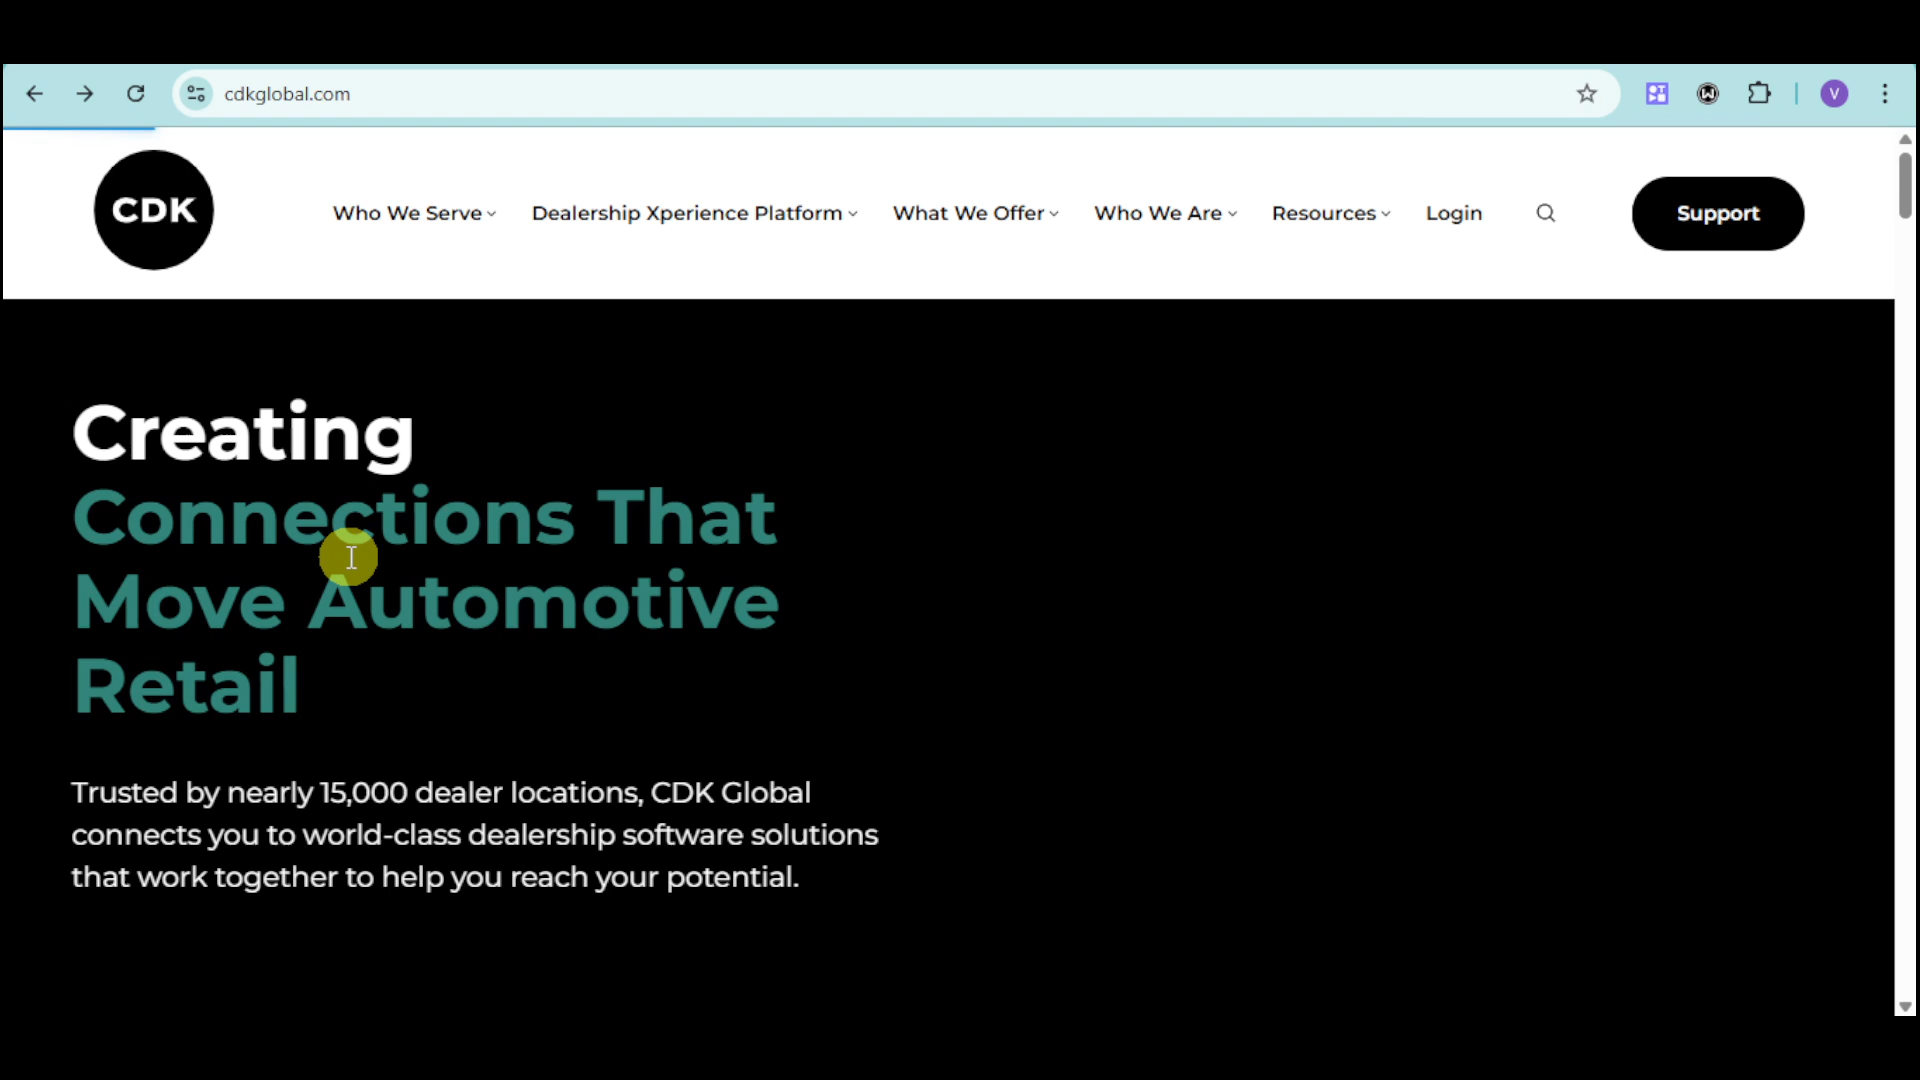 cdkglobal.com
V
CDK
Who We Serve
Dealership Xperience Platform
What We Offer
Who We Are
Resources
Login
Support
Creating
Connections That
Move Automotive
Retail
Trusted by nearly 15,000 dealer locations, CDK Global
connects you to world-class dealership software solutions
that work together to help you reach your potential.